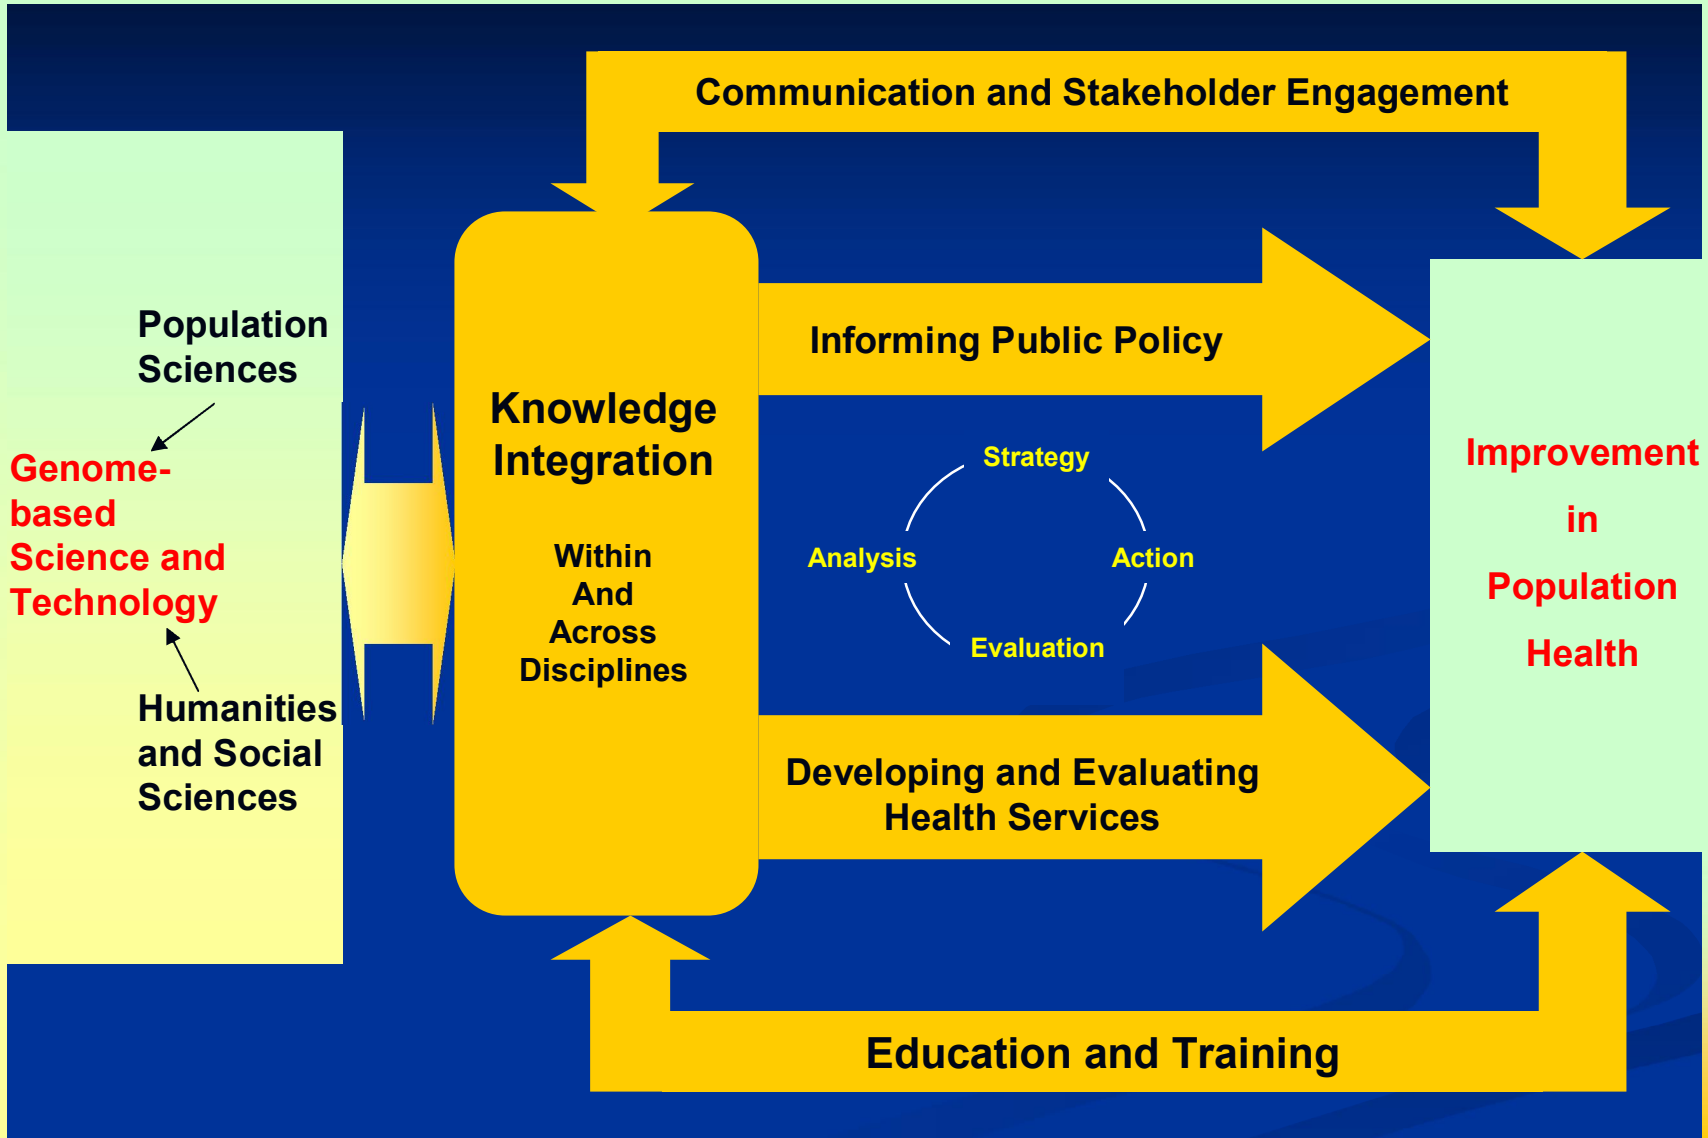 Communication and Stakeholder Engagement
Population
Sciences
Genome-
based
Science and
Technology
Humanities
and Social
Sciences
Knowledge
Integration
Within
And
Across
Disciplines
Informing Public Policy
Strategy
Analysis
Action
Evaluation
Developing and Evaluating
Health Services
Improvement
in
Population
Health
Education and Training